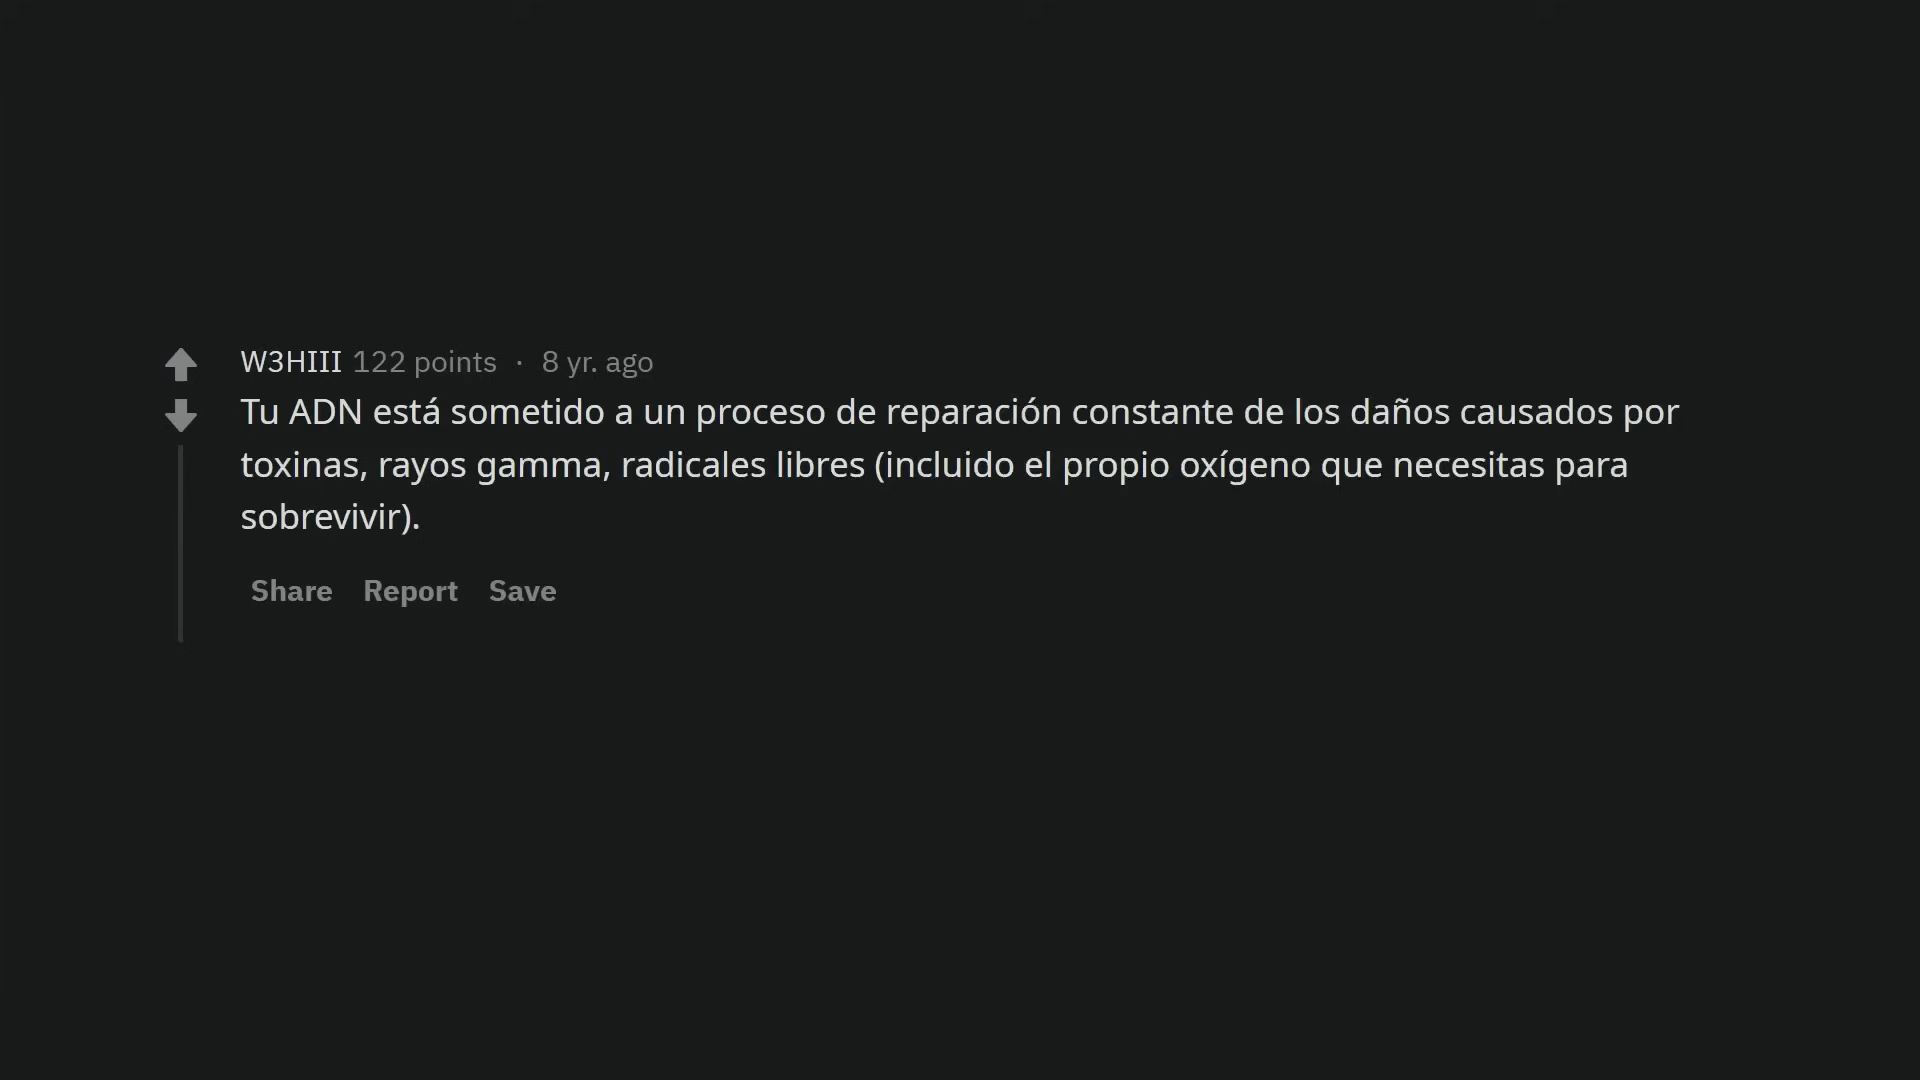 W3HIII 122 points · 8 yr. ago
Tu ADN está sometido a un proceso de reparación constante de los daños causados por
toxinas, rayos gamma, radicales libres (incluido el propio oxígeno que necesitas para
sobrevivir).
Share Report Save